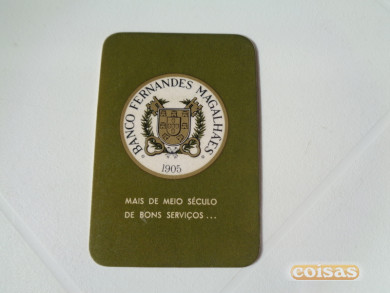 * BANCO FERNANDES MAGALHÃES *
1905
MAIS DE MEIO SÉCULO
DE BONS SERVIÇOS...
coisas